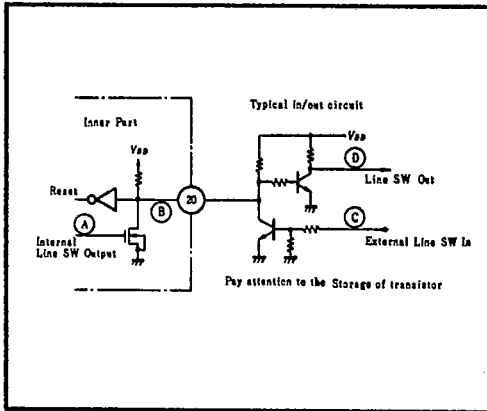 Typical in/out circuit
Inner Part
VDD
VDD
D
Reset
Line SW Out
20
A
B
C
Internal
Line SW Output
External Line SW In
Pay attention to the Storage of transistor